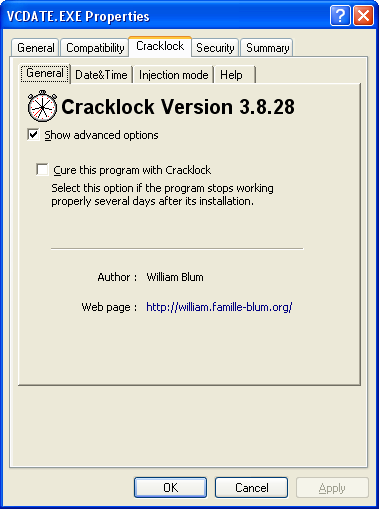 VCDATE.EXE Properties
General Compatibility Cracklock Security Summary
General Date&Time Injection mode Help
Cracklock Version 3.8.28
Show advanced options
Cure this program with Cracklock
Select this option if the program stops working
properly several days after its installation.
Author : William Blum
Web page : http://william.famille-blum.org/
OK Cancel Apply